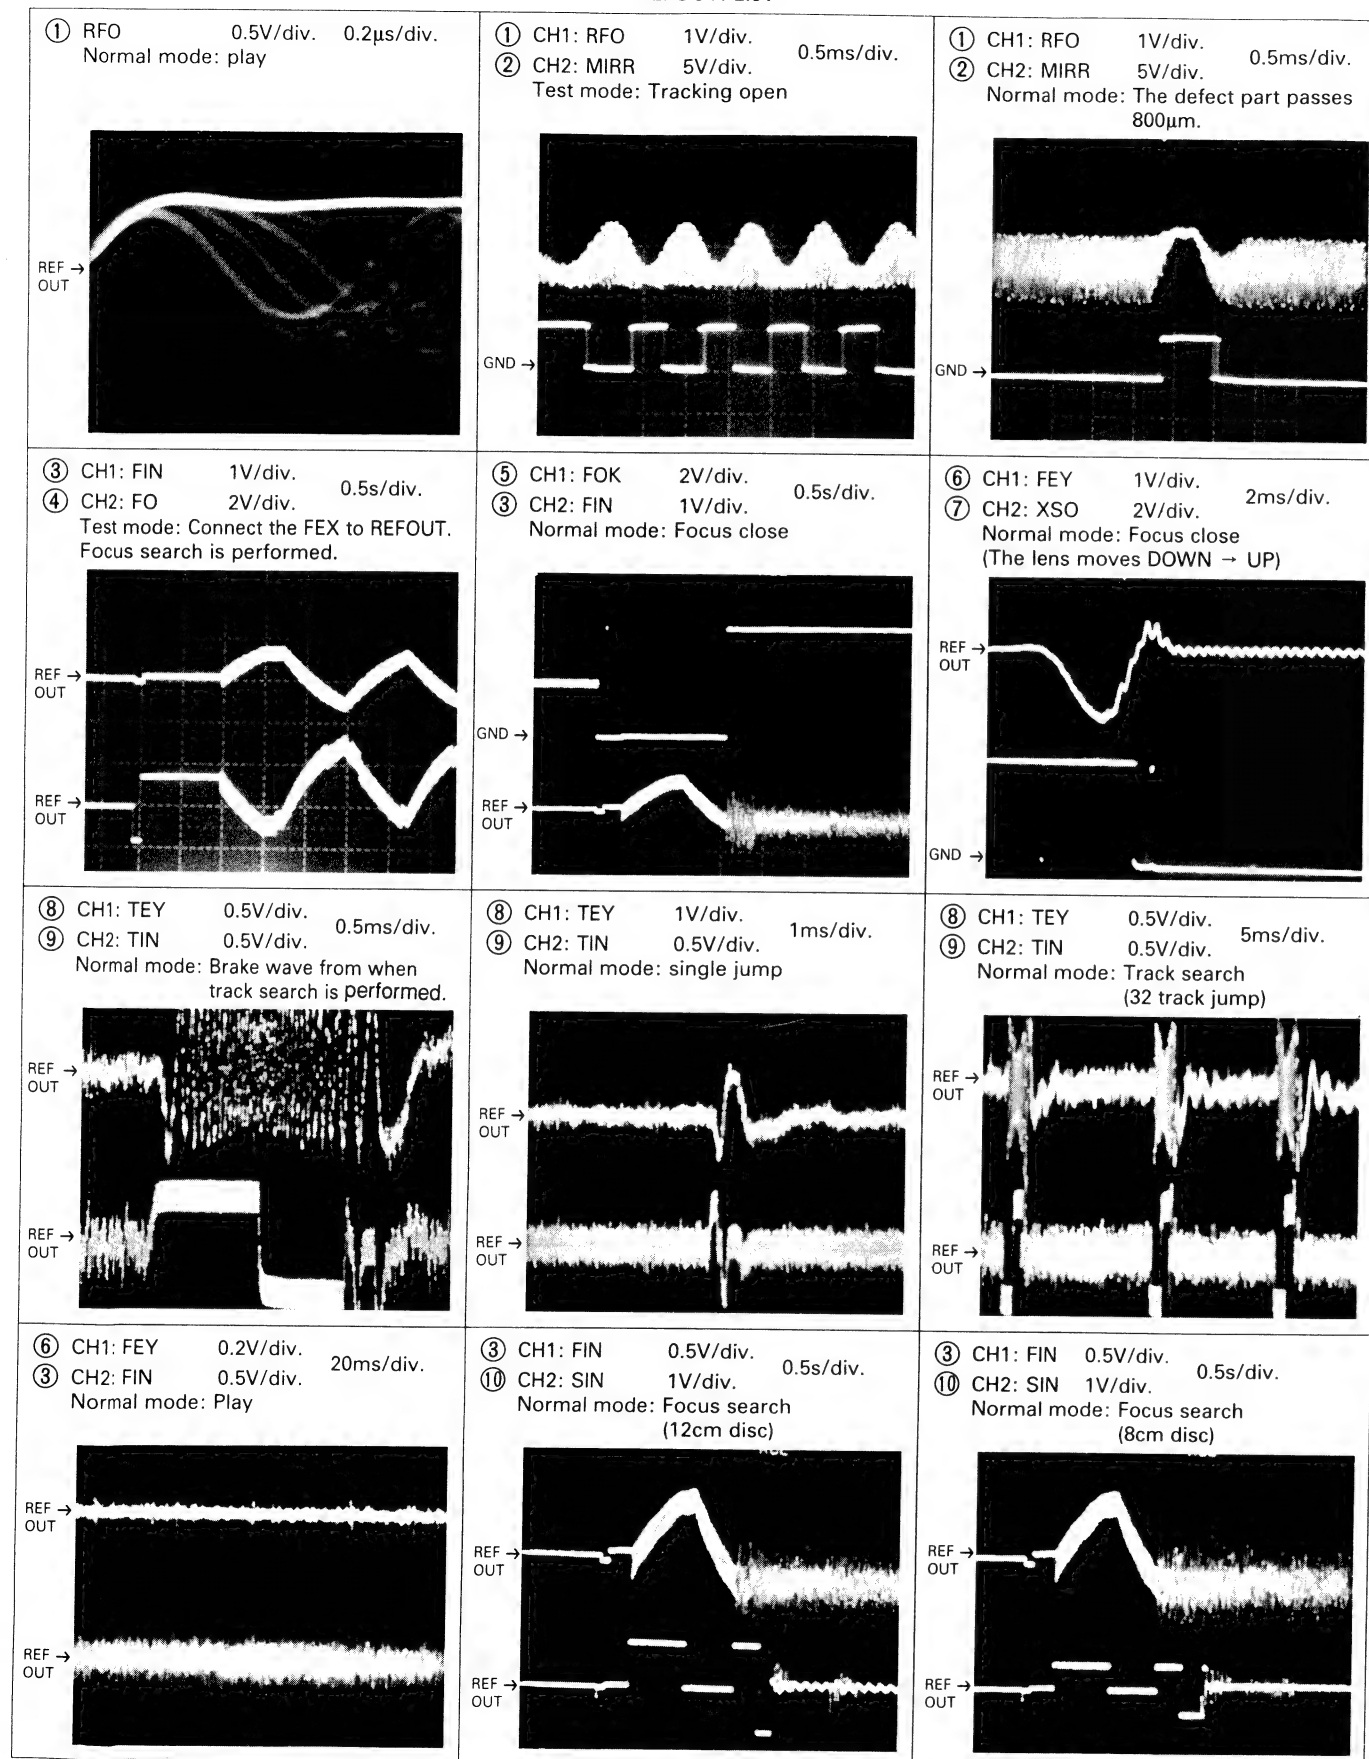 ① RFO 0.5V/div. 0.2µs/div.
Normal mode: play
REF →
OUT
① CH1: RFO 1V/div. 0.5ms/div.
② CH2: MIRR 5V/div.
Test mode: Tracking open
GND →
① CH1: RFO 1V/div. 0.5ms/div.
② CH2: MIRR 5V/div.
Normal mode: The defect part passes
800µm.
GND →
③ CH1: FIN 1V/div. 0.5s/div.
④ CH2: FO 2V/div.
Test mode: Connect the FEX to REFOUT.
Focus search is performed.
REF →
OUT
REF →
OUT
⑤ CH1: FOK 2V/div. 0.5s/div.
③ CH2: FIN 1V/div.
Normal mode: Focus close
GND →
REF →
OUT
⑥ CH1: FEY 1V/div. 2ms/div.
⑦ CH2: XSO 2V/div.
Normal mode: Focus close
(The lens moves DOWN → UP)
REF →
OUT
GND →
⑧ CH1: TEY 0.5V/div. 0.5ms/div.
⑨ CH2: TIN 0.5V/div.
Normal mode: Brake wave from when
track search is performed.
REF →
OUT
REF →
OUT
⑧ CH1: TEY 1V/div. 1ms/div.
⑨ CH2: TIN 0.5V/div.
Normal mode: single jump
REF →
OUT
REF →
OUT
⑧ CH1: TEY 0.5V/div. 5ms/div.
⑨ CH2: TIN 0.5V/div.
Normal mode: Track search
(32 track jump)
REF →
OUT
REF →
OUT
⑥ CH1: FEY 0.2V/div. 20ms/div.
③ CH2: FIN 0.5V/div.
Normal mode: Play
REF →
OUT
REF →
OUT
③ CH1: FIN 0.5V/div. 0.5s/div.
⑩ CH2: SIN 1V/div.
Normal mode: Focus search
(12cm disc)
REF →
OUT
REF →
OUT
③ CH1: FIN 0.5V/div. 0.5s/div.
⑩ CH2: SIN 1V/div.
Normal mode: Focus search
(8cm disc)
REF →
OUT
REF →
OUT